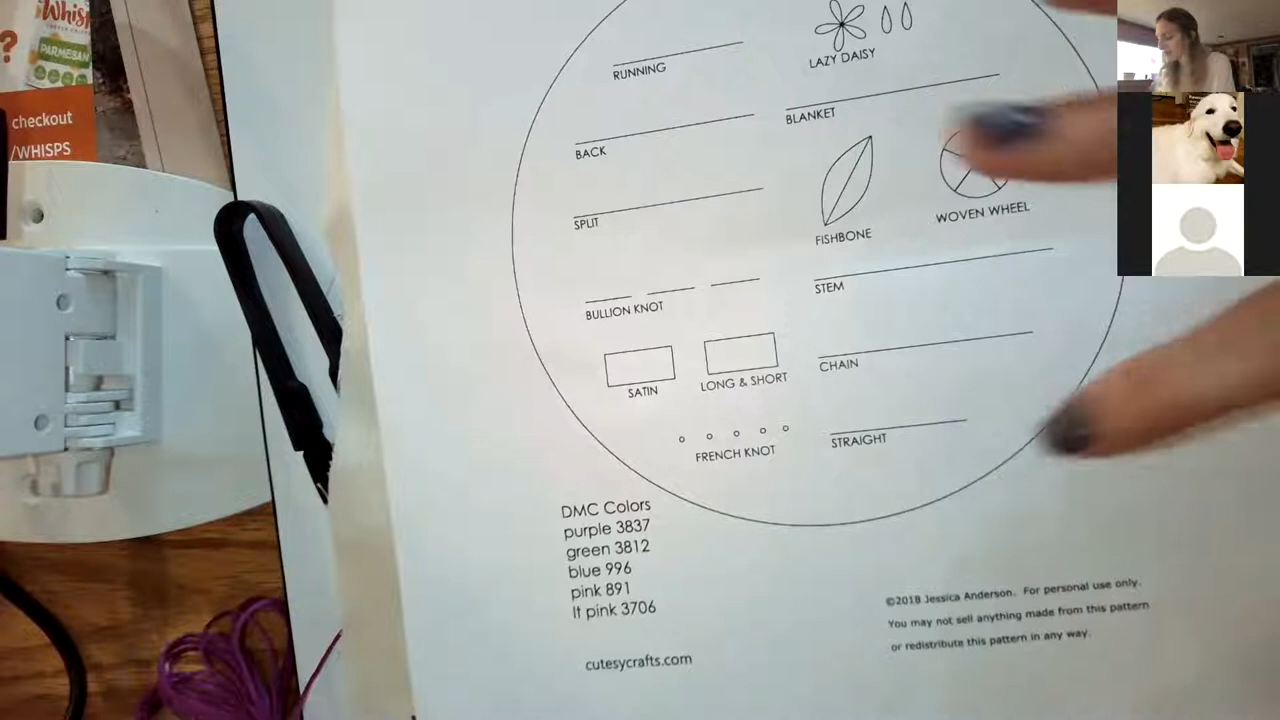 Whisps
PARMESAN
?
checkout
/WHISPS
RUNNING
LAZY DAISY
BACK
BLANKET
SPLIT
FISHBONE
WOVEN WHEEL
BULLION KNOT
STEM
SATIN
LONG & SHORT
CHAIN
FRENCH KNOT
STRAIGHT
DMC Colors
purple 3837
green 3812
blue 996
pink 891
lt pink 3706
cutesycrafts.com
©2018 Jessica Anderson. For personal use only.
You may not sell anything made from this pattern
or redistribute this pattern in any way.